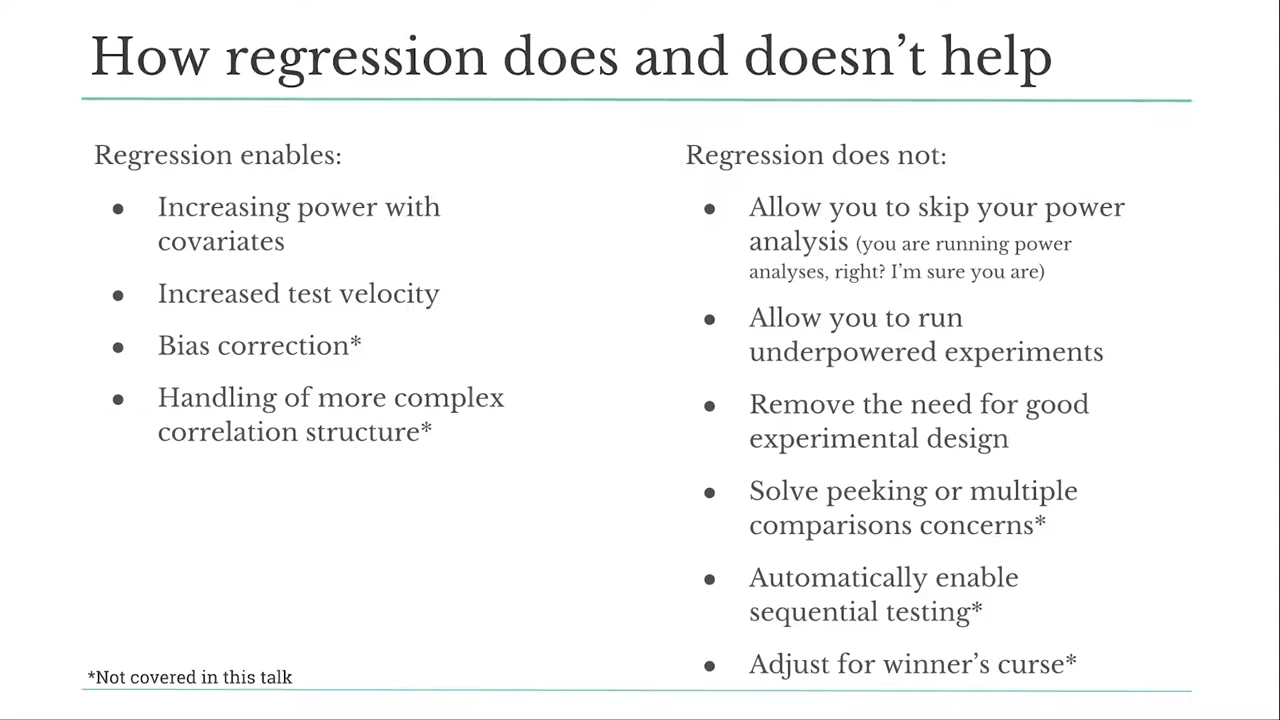 How regression does and doesn’t help
Regression enables:
● Increasing power with
covariates
● Increased test velocity
● Bias correction*
● Handling of more complex
correlation structure*
Regression does not:
● Allow you to skip your power
analysis (you are running power
analyses, right? I’m sure you are)
● Allow you to run
underpowered experiments
● Remove the need for good
experimental design
● Solve peeking or multiple
comparisons concerns*
● Automatically enable
sequential testing*
● Adjust for winner’s curse*
*Not covered in this talk